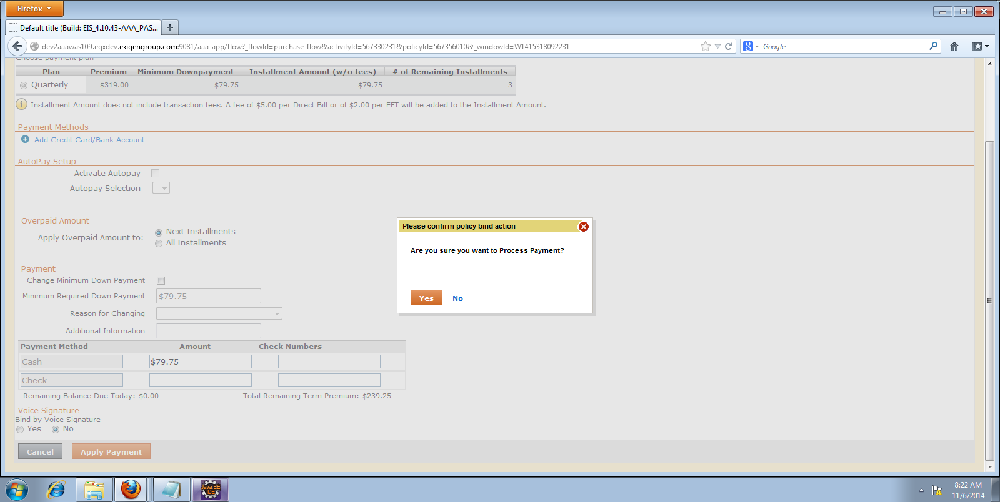 Firefox
Default title (Build: EIS_4.10.43-AAA_PAS...
dev2aaawas109.eqxdev.exigengroup.com:9081/aaa-app/flow?_flowId=purchase-flow&activityId=567330231&policyId=567356010&_windowId=W1415318092231
Google
Choose payment plan
Plan Premium Minimum Downpayment Installment Amount (w/o fees) # of Remaining Installments
Quarterly $319.00 $79.75 $79.75 3
Installment Amount does not include transaction fees. A fee of $5.00 per Direct Bill or of $2.00 per EFT will be added to the Installment Amount.
Payment Methods
Add Credit Card/Bank Account
AutoPay Setup
Activate Autopay
Autopay Selection
Overpaid Amount
Apply Overpaid Amount to: Next Installments
All Installments
Please confirm policy bind action
Are you sure you want to Process Payment?
Yes No
Payment
Change Minimum Down Payment
Minimum Required Down Payment $79.75
Reason for Changing
Additional Information
Payment Method Amount Check Numbers
Cash $79.75
Check
Remaining Balance Due Today: $0.00 Total Remaining Term Premium: $239.25
Voice Signature
Bind by Voice Signature
Yes No
Cancel Apply Payment
Java EE
IDE
8:22 AM
11/6/2014